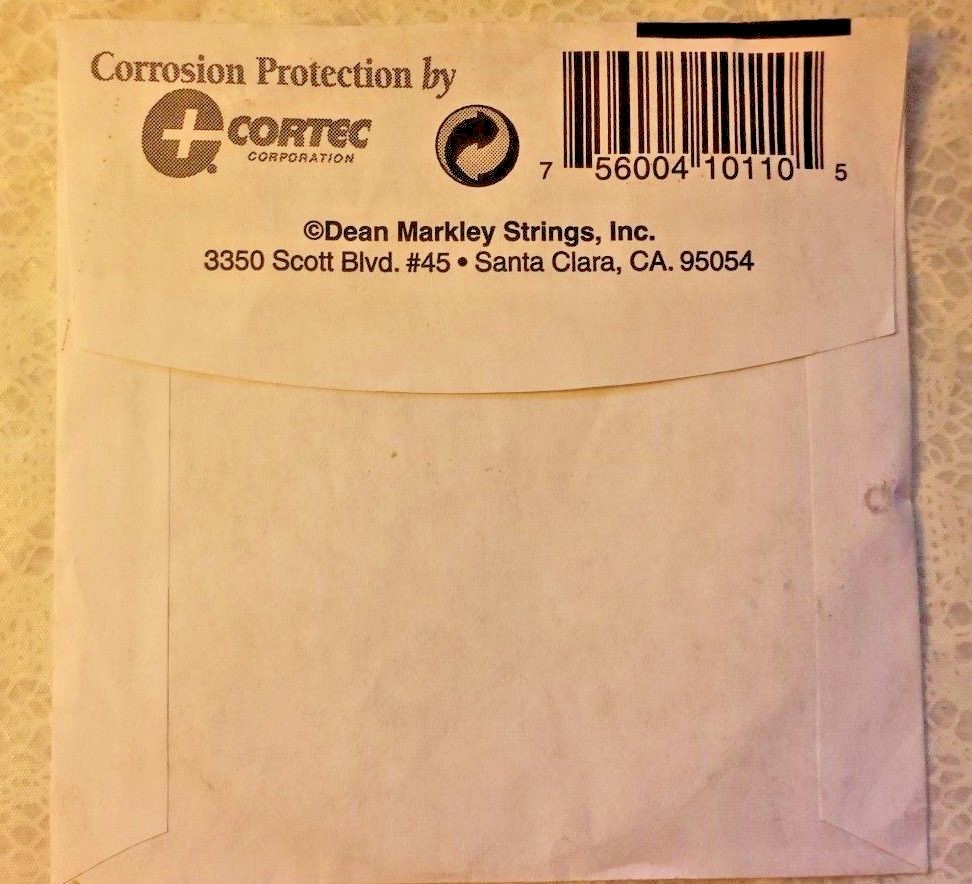 Corrosion Protection by
CORTEC
CORPORATION
7 56004 10110 5
©Dean Markley Strings, Inc.
3350 Scott Blvd. #45 • Santa Clara, CA. 95054